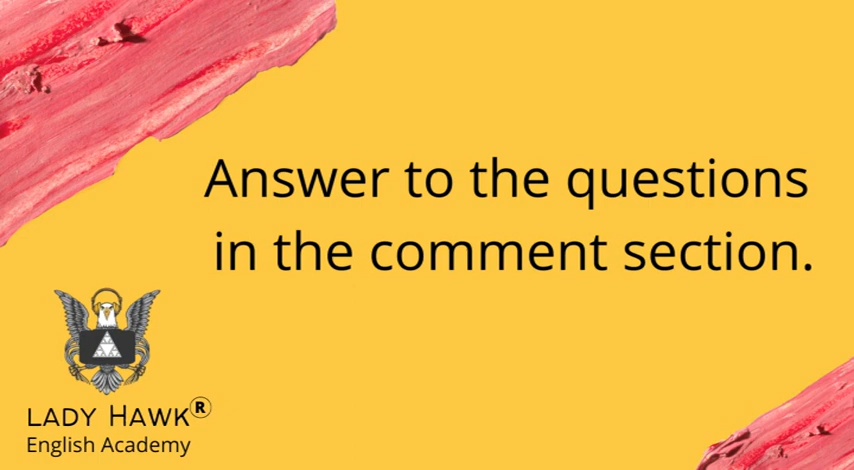 Answer to the questions
in the comment section.
LADY HAWK®
English Academy